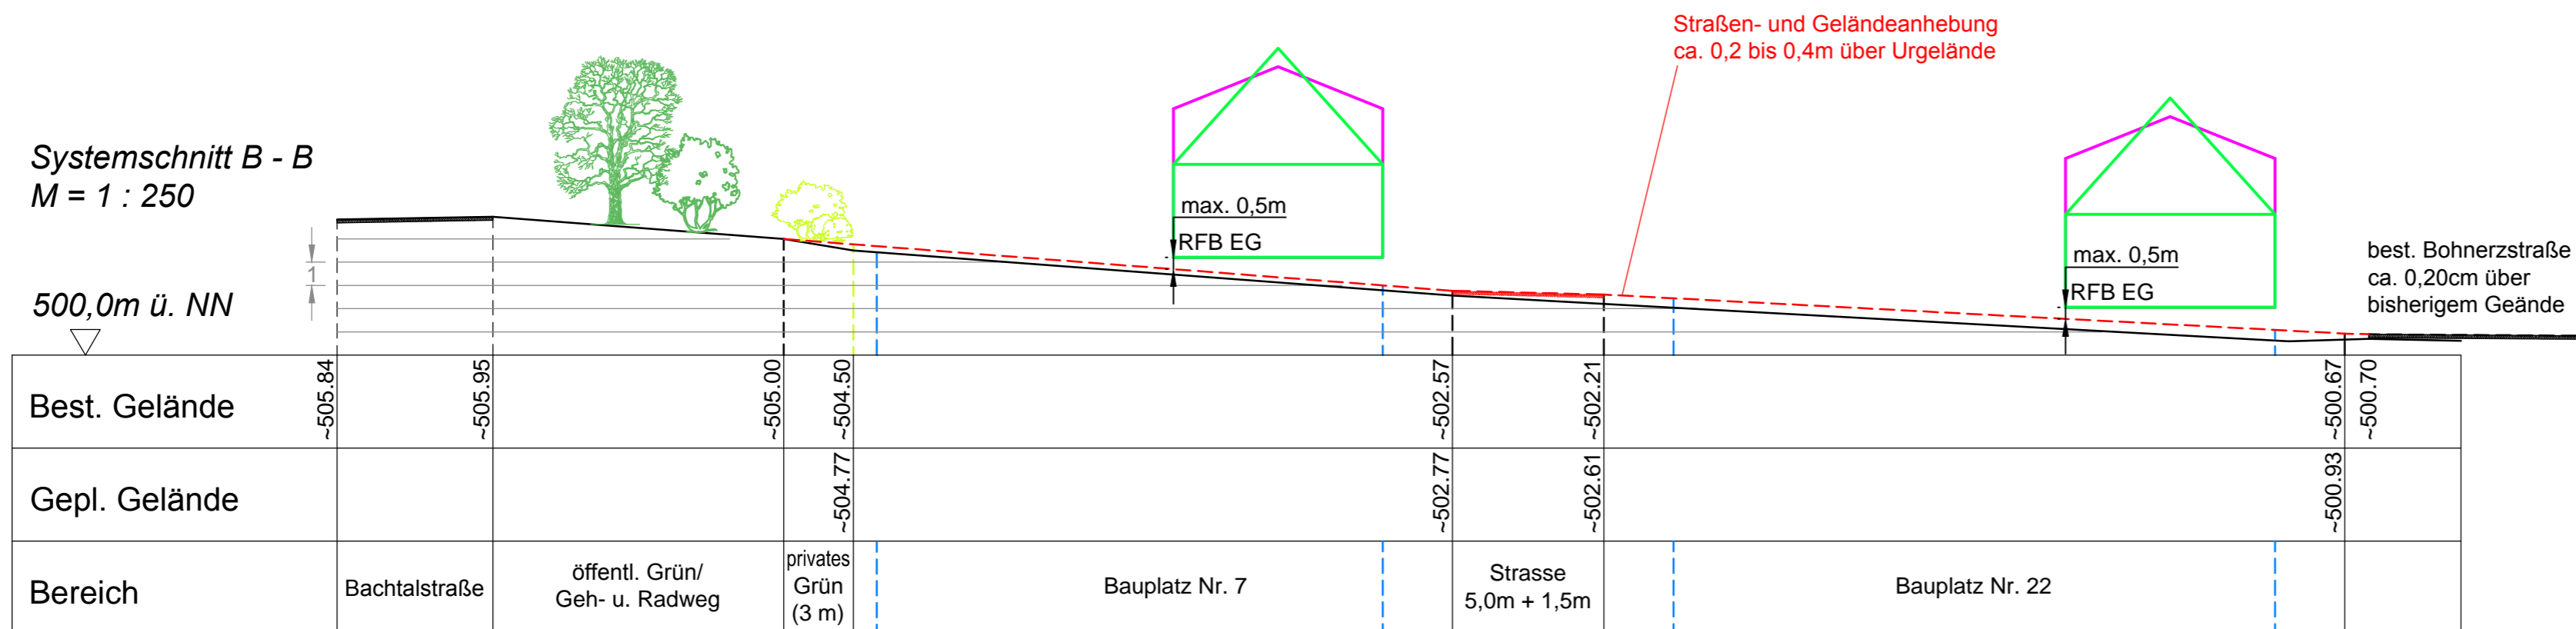 Straßen- und Geländeanhebung
ca. 0,2 bis 0,4m über Urgelände
Systemschnitt B - B
M = 1 : 250
max. 0,5m
RFB EG
max. 0,5m
RFB EG
best. Bohnerzstraße
ca. 0,20cm über
bisherigem Geände
1
500,0m ü. NN
Best. Gelände
~505.84
~505.95
~505.00
~504.50
~502.57
~502.21
~500.67
~500.70
Gepl. Gelände
~504.77
~502.77
~502.61
~500.93
Bereich
Bachtalstraße
öffentl. Grün/
Geh- u. Radweg
privates
Grün
(3 m)
Bauplatz Nr. 7
Strasse
5,0m + 1,5m
Bauplatz Nr. 22